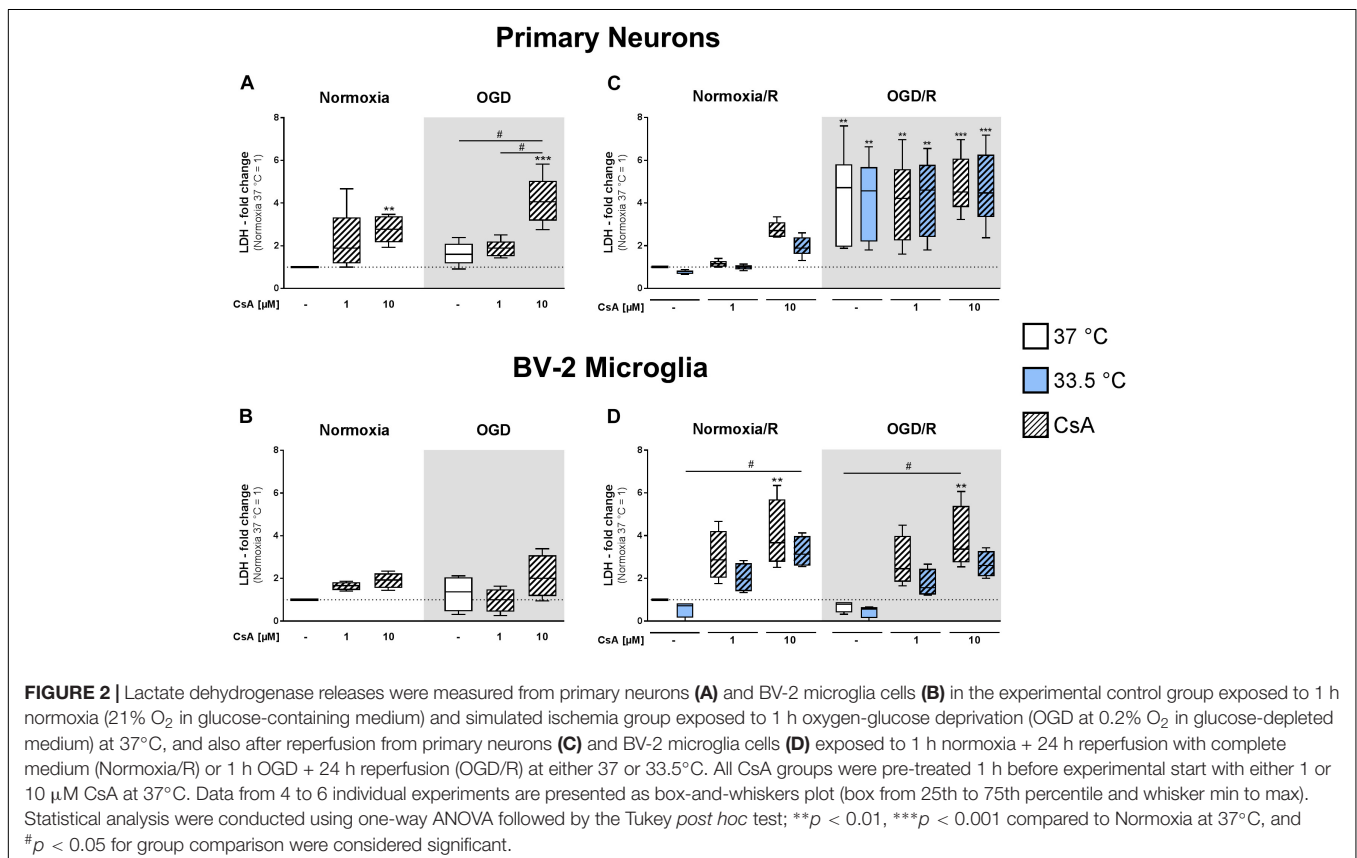 Primary Neurons
A
Normoxia
OGD
LDH - fold change
(Normoxia 37 °C = 1)
8
6
4
2
0
**
#
#
***
CsA [µM]
-
1
10
-
1
10
C
Normoxia/R
OGD/R
LDH - fold change
(Normoxia 37 °C = 1)
8
6
4
2
0
**
**
**
**
***
***
CsA [µM]
-
1
10
-
1
10
37 °C
33.5 °C
CsA
BV-2 Microglia
B
Normoxia
OGD
LDH - fold change
(Normoxia 37 °C = 1)
8
6
4
2
0
CsA [µM]
-
1
10
-
1
10
D
Normoxia/R
OGD/R
LDH - fold change
(Normoxia 37 °C = 1)
8
6
4
2
0
#
**
#
**
CsA [µM]
-
1
10
-
1
10
FIGURE 2 | Lactate dehydrogenase releases were measured from primary neurons (A) and BV-2 microglia cells (B) in the experimental control group exposed to 1 h
normoxia (21% O2 in glucose-containing medium) and simulated ischemia group exposed to 1 h oxygen-glucose deprivation (OGD at 0.2% O2 in glucose-depleted
medium) at 37°C, and also after reperfusion from primary neurons (C) and BV-2 microglia cells (D) exposed to 1 h normoxia + 24 h reperfusion with complete
medium (Normoxia/R) or 1 h OGD + 24 h reperfusion (OGD/R) at either 37 or 33.5°C. All CsA groups were pre-treated 1 h before experimental start with either 1 or
10 µM CsA at 37°C. Data from 4 to 6 individual experiments are presented as box-and-whiskers plot (box from 25th to 75th percentile and whisker min to max).
Statistical analysis were conducted using one-way ANOVA followed by the Tukey post hoc test; **p < 0.01, ***p < 0.001 compared to Normoxia at 37°C, and
#p < 0.05 for group comparison were considered significant.